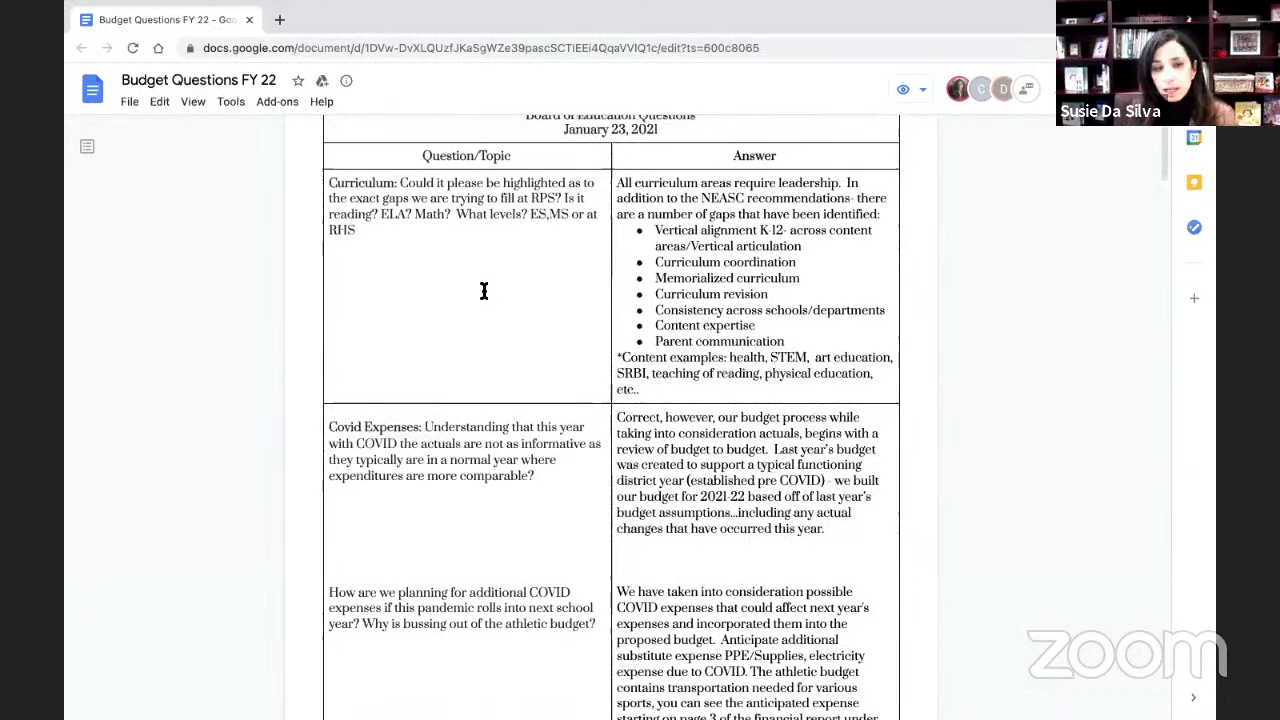 Budget Questions FY 22 - Goo
docs.google.com/document/d/1DVw-DvXLQUzfJKaSgWZe39pascSCTIEEi4QqaVVIQ1c/edit?ts=600c8065
Budget Questions FY 22
File Edit View Tools Add-ons Help
C D
Susie Da Silva
31
Board of Education Questions
January 23, 2021
Question/Topic
Answer
Curriculum: Could it please be highlighted as to
the exact gaps we are trying to fill at RPS? Is it
reading? ELA? Math? What levels? ES,MS or at
RHS
All curriculum areas require leadership. In
addition to the NEASC recommendations- there
are a number of gaps that have been identified:
● Vertical alignment K-12- across content
areas/Vertical articulation
● Curriculum coordination
● Memorialized curriculum
● Curriculum revision
● Consistency across schools/departments
● Content expertise
● Parent communication
*Content examples: health, STEM, art education,
SRBI, teaching of reading, physical education,
etc..
Covid Expenses: Understanding that this year
with COVID the actuals are not as informative as
they typically are in a normal year where
expenditures are more comparable?
Correct, however, our budget process while
taking into consideration actuals, begins with a
review of budget to budget. Last year's budget
was created to support a typical functioning
district year (established pre COVID) - we built
our budget for 2021-22 based off of last year's
budget assumptions...including any actual
changes that have occurred this year.
How are we planning for additional COVID
expenses if this pandemic rolls into next school
year? Why is bussing out of the athletic budget?
We have taken into consideration possible
COVID expenses that could affect next year's
expenses and incorporated them into the
proposed budget. Anticipate additional
substitute expense PPE/Supplies, electricity
expense due to COVID. The athletic budget
contains transportation needed for various
sports, you can see the anticipated expense
starting on page 3 of the financial report under
zoom